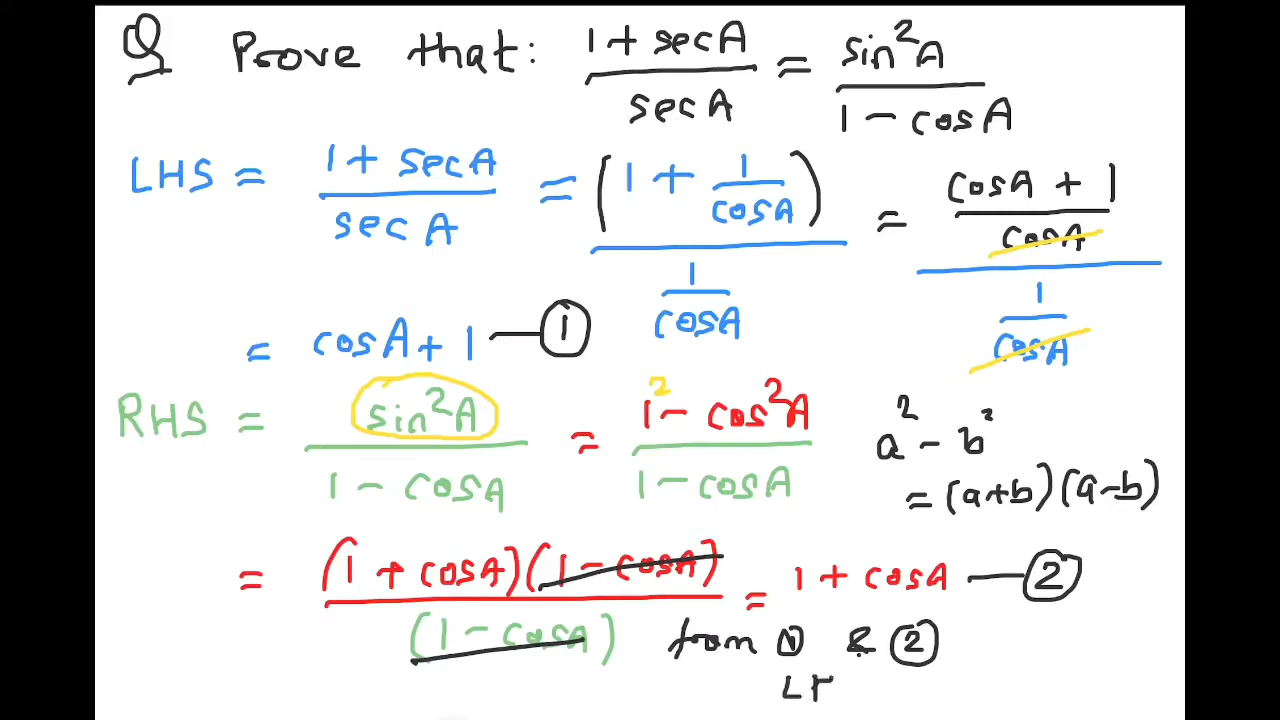 Q Prove that: (1 + secA)/(secA) = (sin²A)/(1 - cosA)
LHS = (1 + secA)/(sec A) = (1 + 1/cosA)/(1/cosA) = ((cosA + 1)/cosA)/(1/cosA)
= cosA + 1 — ①
RHS = (sin²A)/(1 - cosA) = (1² - cos²A)/(1 - cosA)
a² - b²
= (a+b)(a-b)
= ((1 + cosA)(1 - cosA))/((1 - cosA)) = 1 + cosA — ②
from ① & ②
LH